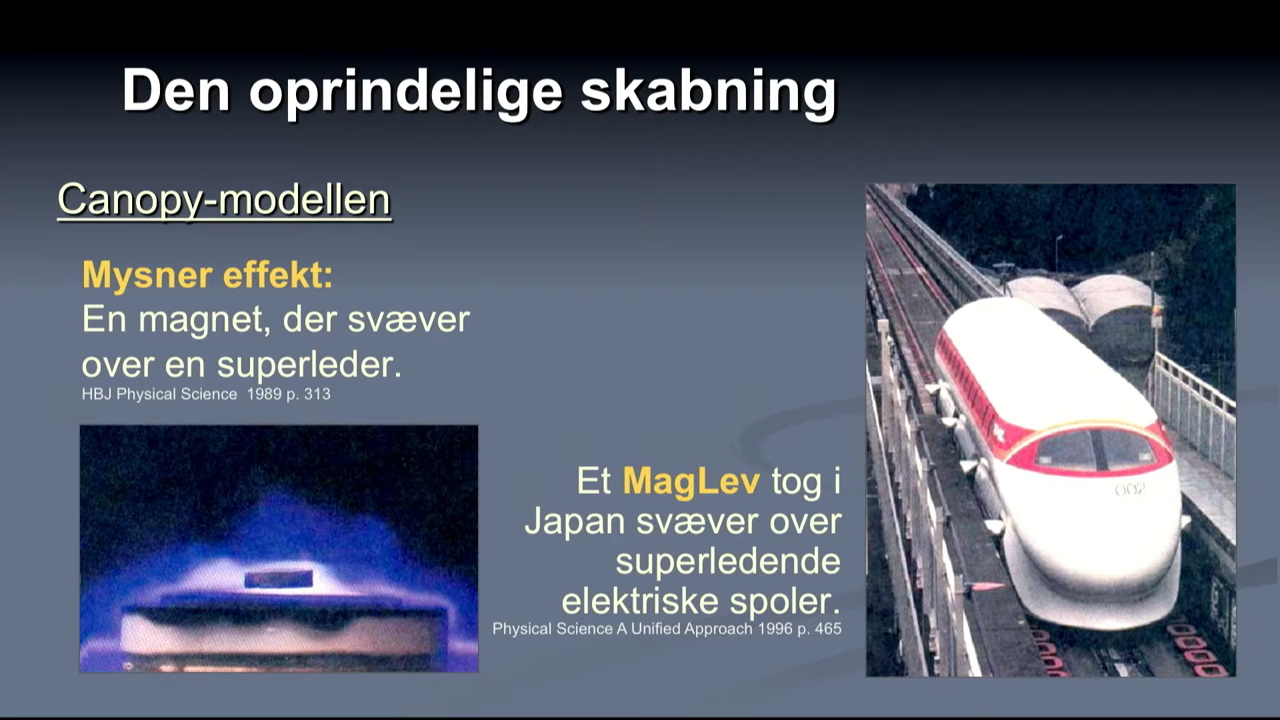 Den oprindelige skabning
Canopy-modellen
Mysner effekt:
En magnet, der svæver
over en superleder.
HBJ Physical Science 1989 p. 313
Et MagLev tog i
Japan svæver over
superledende
elektriske spoler.
Physical Science A Unified Approach 1996 p. 465
002